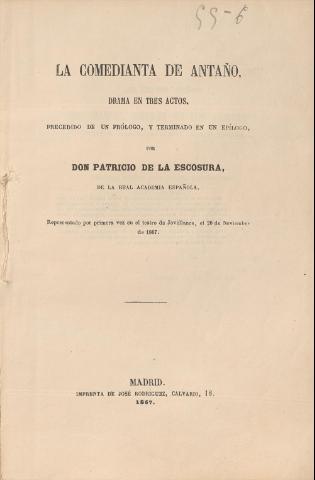 55-6
LA COMEDIANTA DE ANTAÑO,
DRAMA EN TRES ACTOS,
PRECEDIDO DE UN PRÓLOGO, Y TERMINADO EN UN EPÍLOGO,
POR
DON PATRICIO DE LA ESCOSURA,
DE LA REAL ACADEMIA ESPAÑOLA.
Representado por primera vez en el teatro de Jovellanos, el 20 de Noviembre
de 1867.
MADRID.
IMPRENTA DE JOSÉ RODRIGUEZ, CALVARIO, 18.
1867.